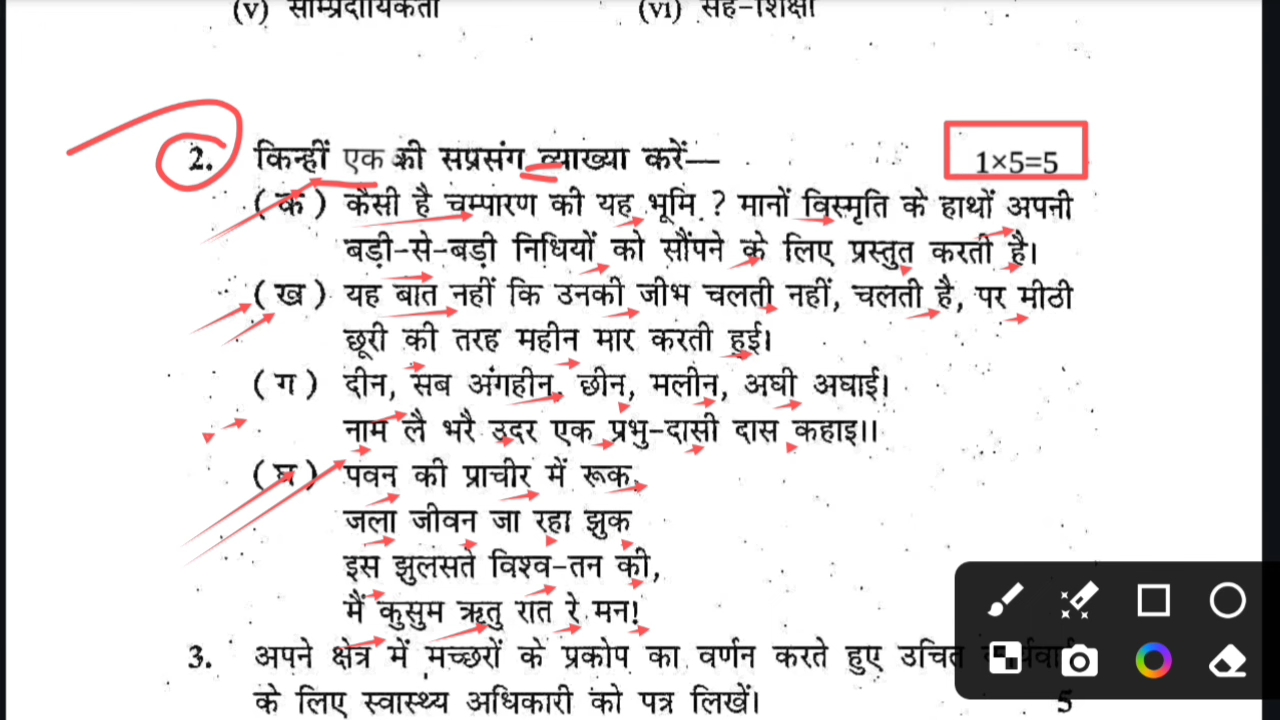 (v) साम्प्रदायिकता (vi) सह-शिक्षा
2. किन्हीं एक की सप्रसंग व्याख्या करें— 1×5=5
(क) कैसी है चम्पारण की यह भूमि ? मानों विस्मृति के हाथों अपनी
बड़ी-से-बड़ी निधियों को सौंपने के लिए प्रस्तुत करती है।
(ख) यह बात नहीं कि उनकी जीभ चलती नहीं, चलती है, पर मीठी
छूरी की तरह महीन मार करती हुई।
(ग) दीन, सब अंगहीन, छीन, मलीन, अघी अघाई।
नाम लै भरै उदर एक प्रभु-दासी दास कहाइ।।
(घ) पवन की प्राचीर में रूक,
जला जीवन जा रहा झुक
इस झुलसते विश्व-तन की,
मैं कुसुम ऋतु रात रे मन!
3. अपने क्षेत्र में मच्छरों के प्रकोप का वर्णन करते हुए उचित
के लिए स्वास्थ्य अधिकारी को पत्र लिखें। 5